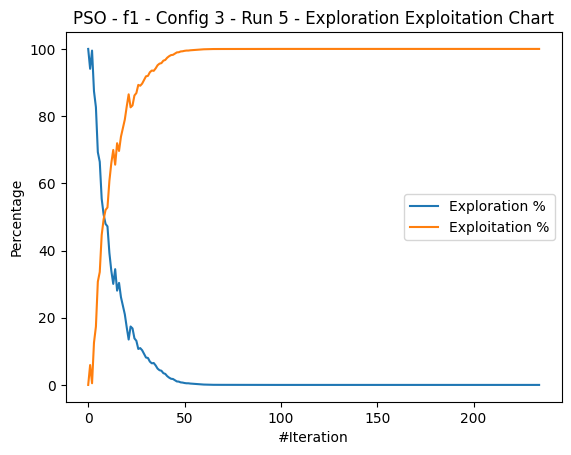 PSO - f1 - Config 3 - Run 5 - Exploration Exploitation Chart
100
80
60
40
20
0
Percentage
Exploration %
Exploitation %
0
50
100
150
200
#Iteration